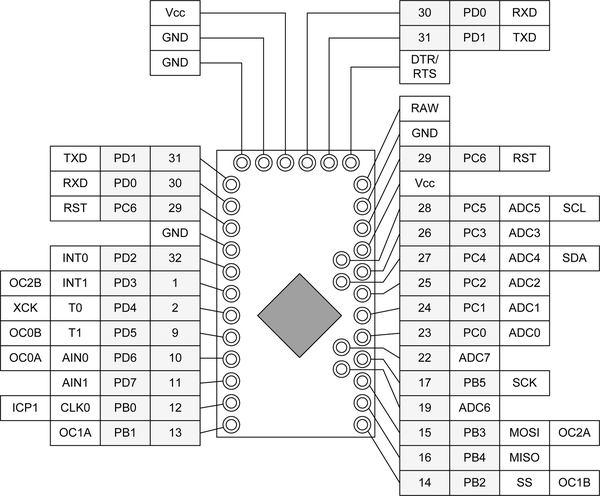 Vcc
GND
GND
30 PD0 RXD
31 PD1 TXD
DTR/
RTS
RAW
GND
29 PC6 RST
Vcc
28 PC5 ADC5 SCL
26 PC3 ADC3
27 PC4 ADC4 SDA
25 PC2 ADC2
24 PC1 ADC1
23 PC0 ADC0
22 ADC7
17 PB5 SCK
19 ADC6
15 PB3 MOSI OC2A
16 PB4 MISO
14 PB2 SS OC1B
TXD PD1 31
RXD PD0 30
RST PC6 29
GND
INT0 PD2 32
OC2B INT1 PD3 1
XCK T0 PD4 2
OC0B T1 PD5 9
OC0A AIN0 PD6 10
AIN1 PD7 11
ICP1 CLK0 PB0 12
OC1A PB1 13